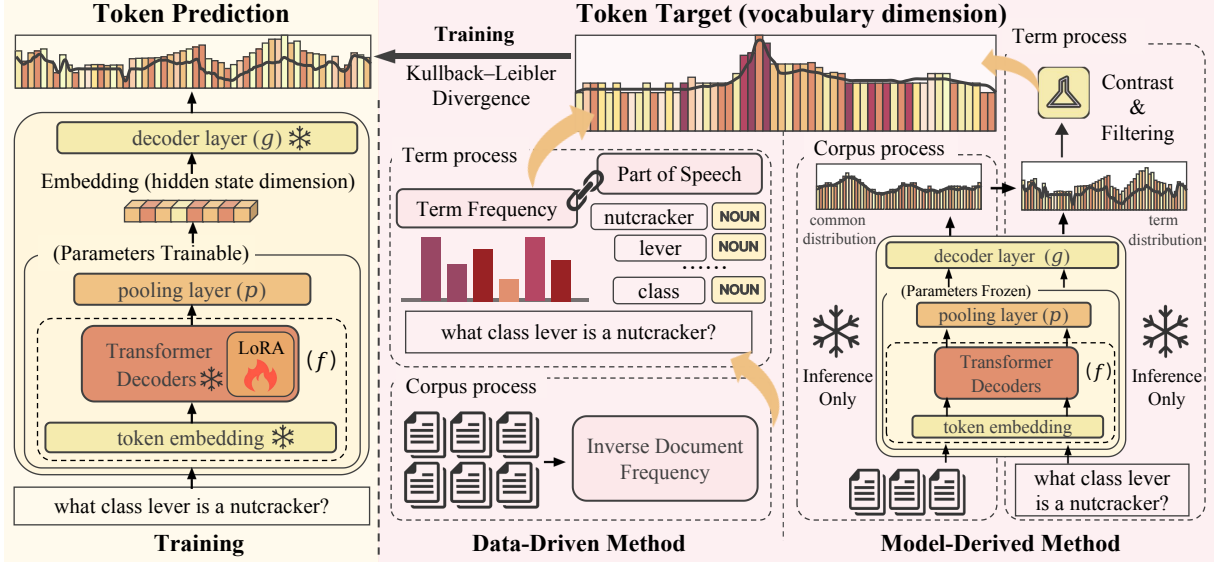 Token Prediction
decoder layer (g)
Embedding (hidden state dimension)
(Parameters Trainable)
pooling layer (p)
Transformer
Decoders
LoRA
(f)
token embedding
what class lever is a nutcracker?
Training
Token Target (vocabulary dimension)
Training
Kullback–Leibler
Divergence
Term process
Part of Speech
Term Frequency
nutcracker NOUN
lever NOUN
......
class NOUN
what class lever is a nutcracker?
Corpus process
Inverse Document
Frequency
Data-Driven Method
Term process
Contrast
&
Filtering
Corpus process
common
distribution
term
distribution
decoder layer (g)
(Parameters Frozen)
pooling layer (p)
Transformer
Decoders
(f)
token embedding
Inference
Only
Inference
Only
what class lever
is a nutcracker?
Model-Derived Method